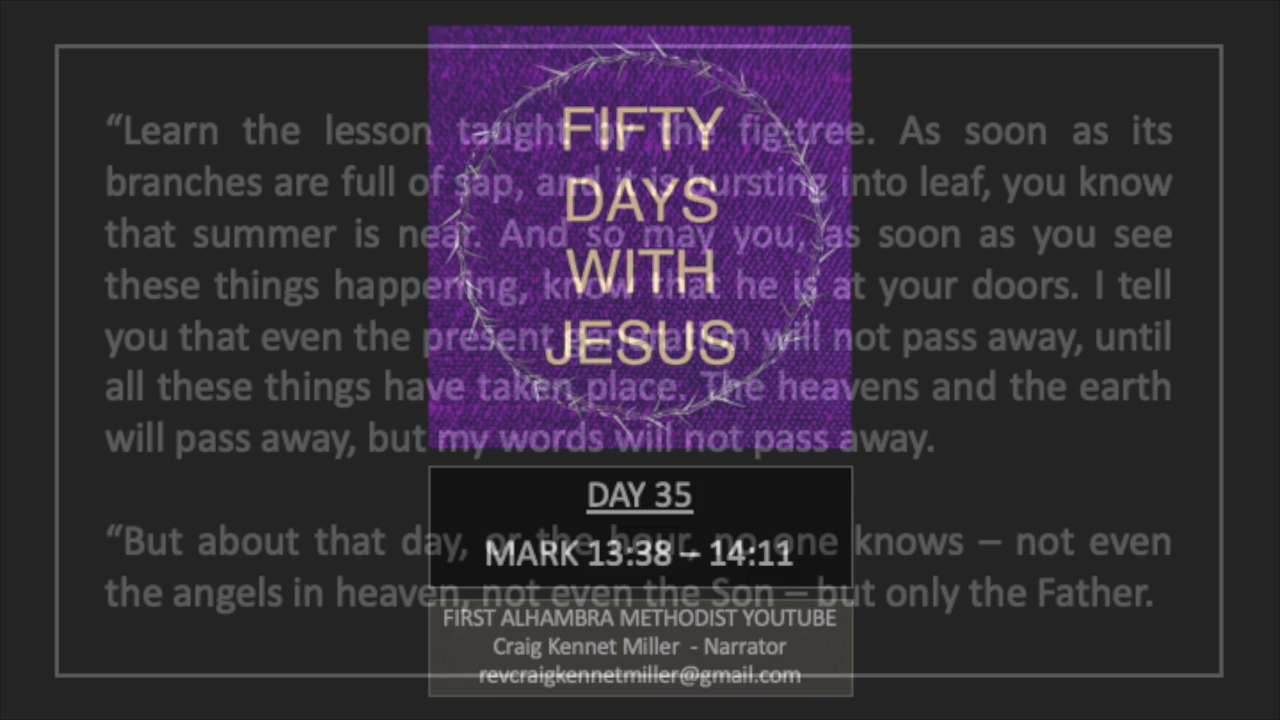 “Learn the lesson taught by the fig-tree. As soon as its
branches are full of sap, and it is bursting into leaf, you know
that summer is near. And so may you, as soon as you see
these things happening, know that he is at your doors. I tell
you that even the present generation will not pass away, until
all these things have taken place. The heavens and the earth
will pass away, but my words will not pass away.
“But about that day, or the hour, no one knows – not even
the angels in heaven, not even the Son – but only the Father.
FIFTY
DAYS
WITH
JESUS
DAY 35
MARK 13:38 – 14:11
FIRST ALHAMBRA METHODIST YOUTUBE
Craig Kennet Miller - Narrator
revcraigkennetmiller@gmail.com